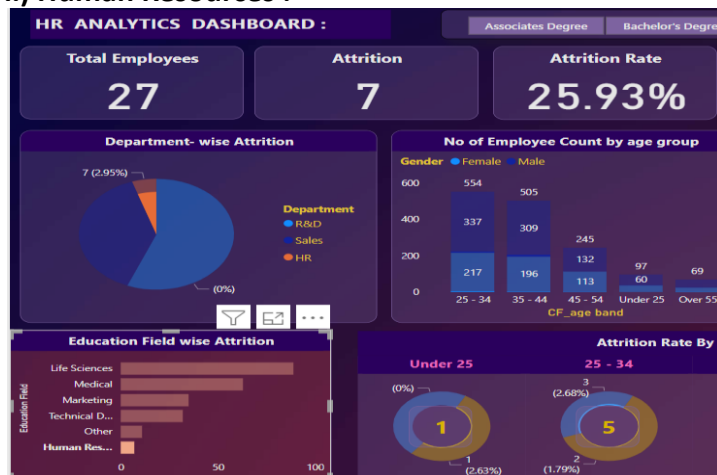 II) Human Resources :
HR ANALYTICS DASHBOARD :
Associates Degree
Bachelor's Degre
Total Employees
27
Attrition
7
Attrition Rate
25.93%
Department- wise Attrition
7 (2.95%)
(0%)
Department
R&D
Sales
HR
No of Employee Count by age group
Gender Female Male
600
400
200
0
554
337
217
505
309
196
245
132
113
97
60
69
25 - 34
35 - 44
45 - 54
Under 25
Over 55
CF_age band
Education Field wise Attrition
Education Field
Life Sciences
Medical
Marketing
Technical D...
Other
Human Res...
0
50
100
Attrition Rate By
Under 25
(0%)
1
1
(2.63%)
25 - 34
3
(2.68%)
5
2
(1.79%)